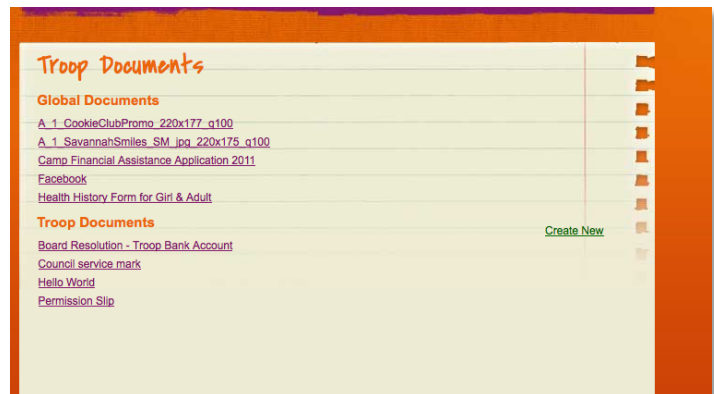 Troop Documents
Global Documents
A_1_CookieClubPromo_220x177_q100
A_1_SavannahSmiles_SM_jpg_220x175_q100
Camp Financial Assistance Application 2011
Facebook
Health History Form for Girl & Adult
Troop Documents
Create New
Board Resolution - Troop Bank Account
Council service mark
Hello World
Permission Slip